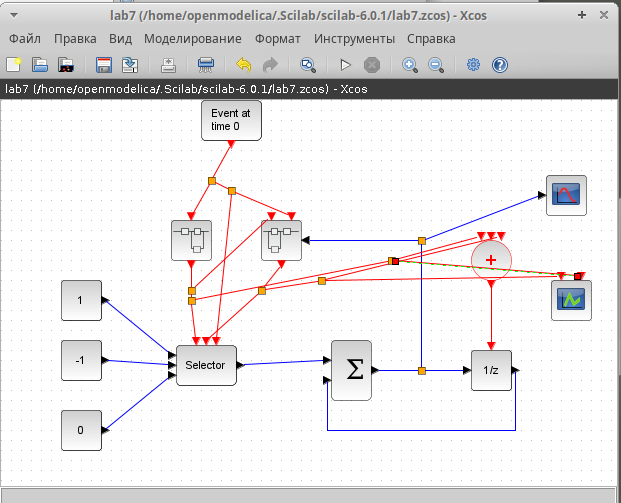 lab7 (/home/openmodelica/.Scilab/scilab-6.0.1/lab7.zcos) - Xcos
Файл Правка Вид Моделирование Формат Инструменты Справка
lab7 (/home/openmodelica/.Scilab/scilab-6.0.1/lab7.zcos) - Xcos
Event at
time 0
+
1
-1
Selector
Σ
1/z
0